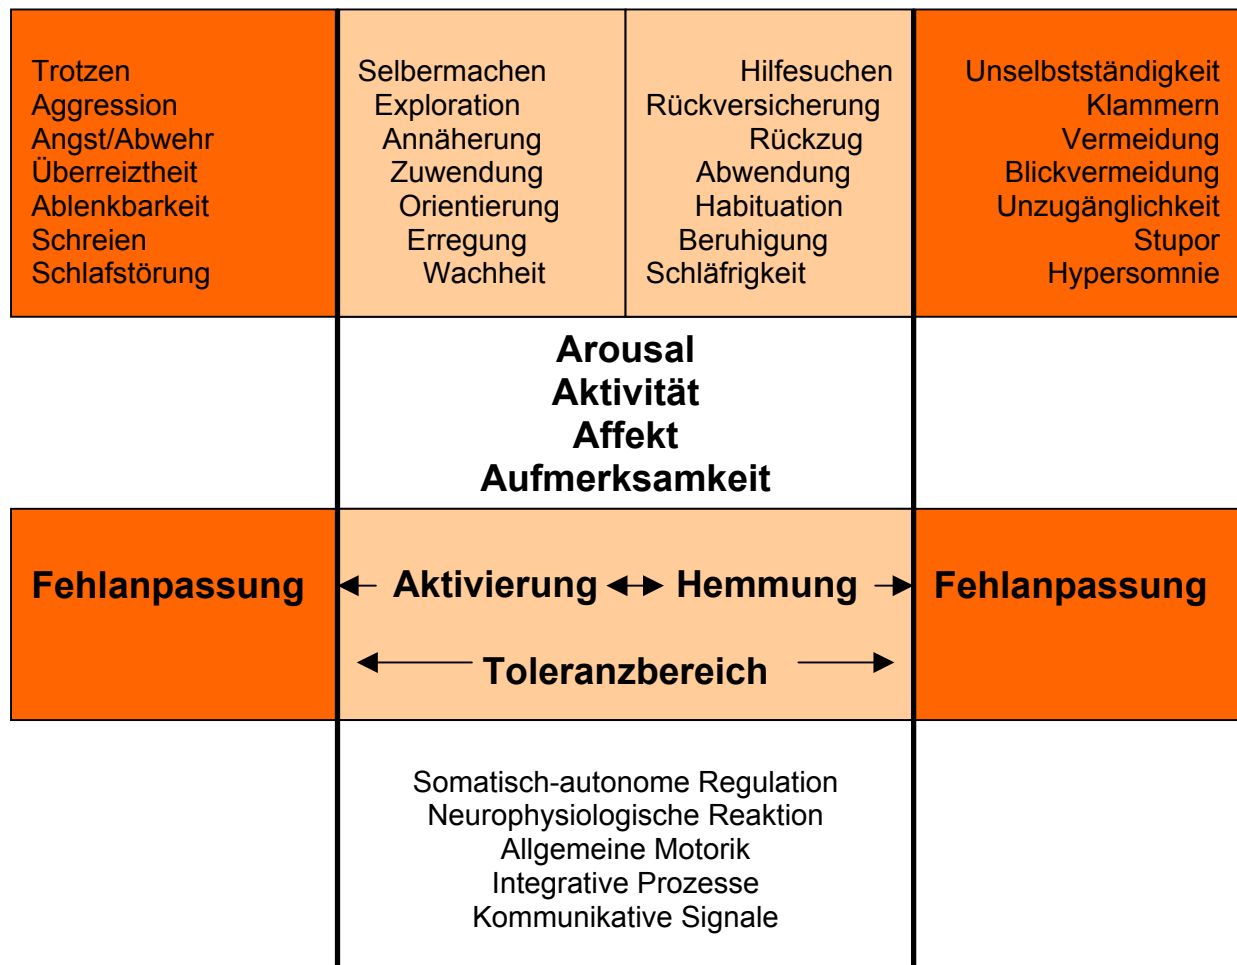 Trotzen
Aggression
Angst/Abwehr
Überreiztheit
Ablenkbarkeit
Schreien
Schlafstörung
Selbermachen
Exploration
Annäherung
Zuwendung
Orientierung
Erregung
Wachheit
Hilfesuchen
Rückversicherung
Rückzug
Abwendung
Habituation
Beruhigung
Schläfrigkeit
Unselbstständigkeit
Klammern
Vermeidung
Blickvermeidung
Unzugänglichkeit
Stupor
Hypersomnie
Arousal
Aktivität
Affekt
Aufmerksamkeit
Fehlanpassung
Aktivierung
Hemmung
Fehlanpassung
Toleranzbereich
Somatisch-autonome Regulation
Neurophysiologische Reaktion
Allgemeine Motorik
Integrative Prozesse
Kommunikative Signale